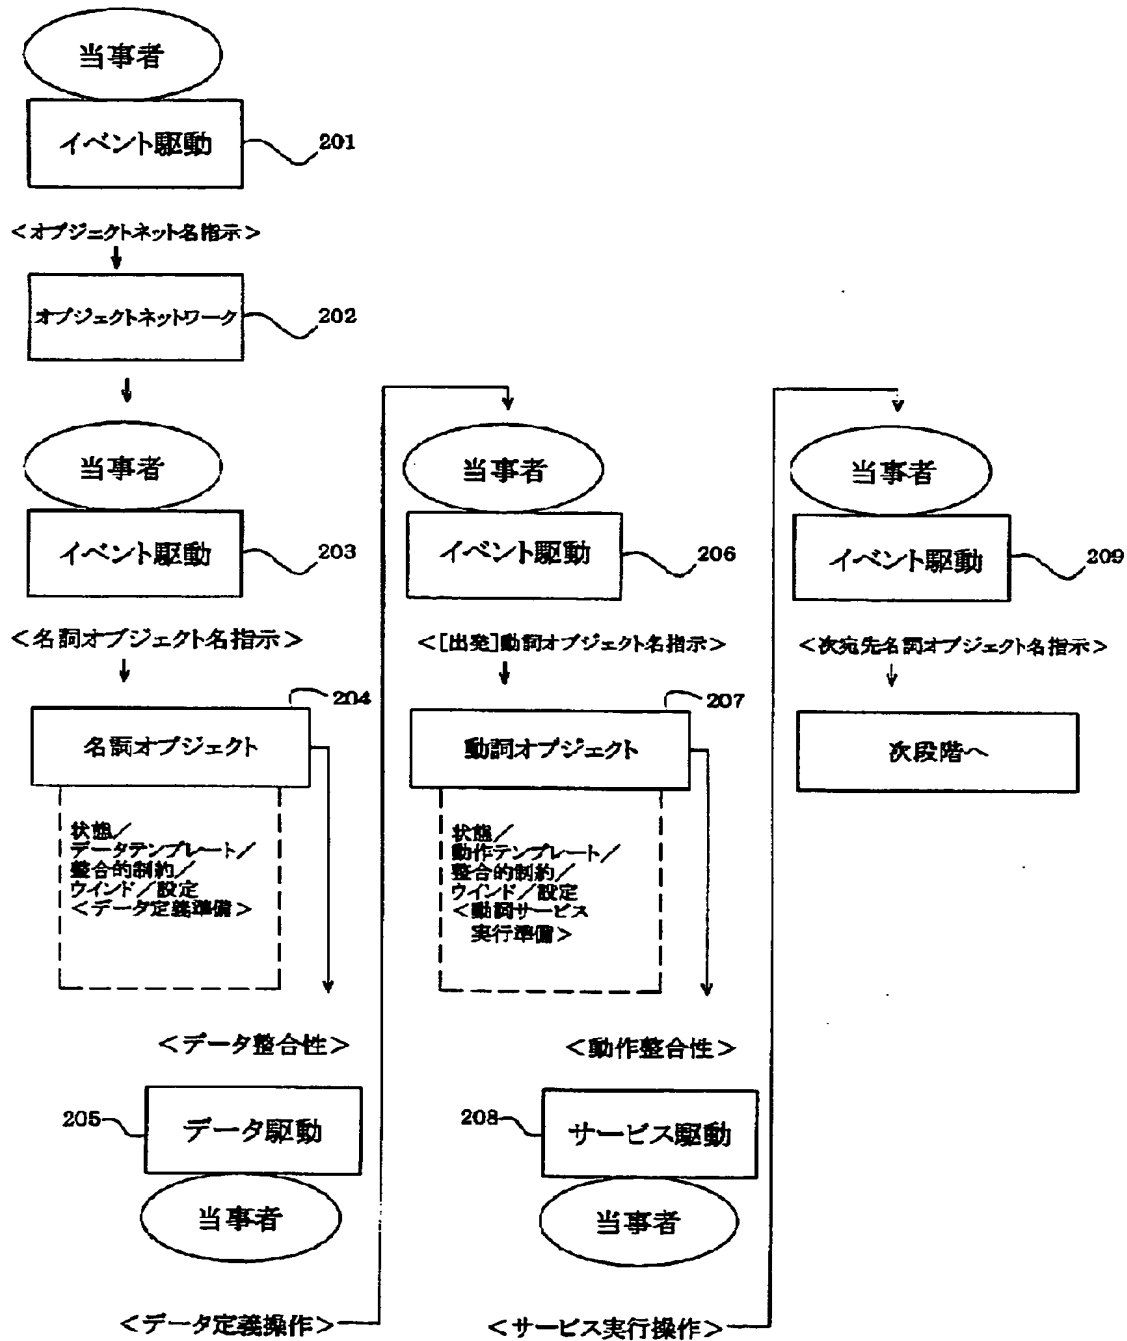 当事者
イベント駆動
201
<オブジェクトネット名指示>
オブジェクトネットワーク
202
当事者
イベント駆動
203
<名詞オブジェクト名指示>
204
名詞オブジェクト
状態/
データテンプレート/
整合的制約/
ウインド/設定
<データ定義準備>
<データ整合性>
205
データ駆動
当事者
<データ定義操作>
当事者
イベント駆動
206
<[出発]動詞オブジェクト名指示>
207
動詞オブジェクト
状態/
動作テンプレート/
整合的制約/
ウインド/設定
<動詞サービス
実行準備>
<動作整合性>
208
サービス駆動
当事者
<サービス実行操作>
当事者
イベント駆動
209
<次宛先名詞オブジェクト名指示>
次段階へ